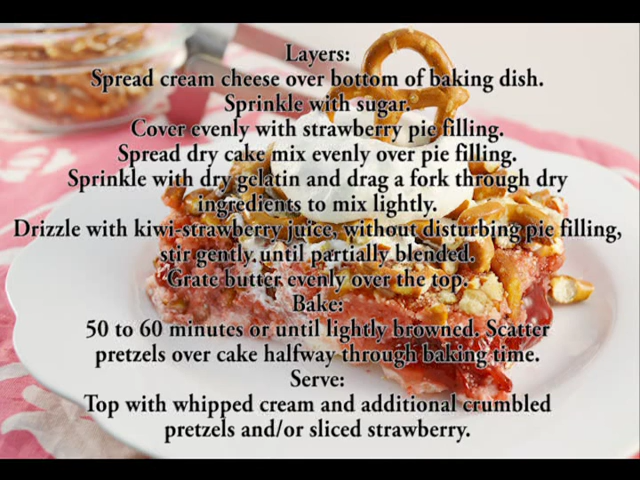 Layers:
Spread cream cheese over bottom of baking dish.
Sprinkle with sugar.
Cover evenly with strawberry pie filling.
Spread dry cake mix evenly over pie filling.
Sprinkle with dry gelatin and drag a fork through dry
ingredients to mix lightly.
Drizzle with kiwi-strawberry juice, without disturbing pie filling,
stir gently until partially blended.
Grate butter evenly over the top.
Bake:
50 to 60 minutes or until lightly browned. Scatter
pretzels over cake halfway through baking time.
Serve:
Top with whipped cream and additional crumbled
pretzels and/or sliced strawberry.